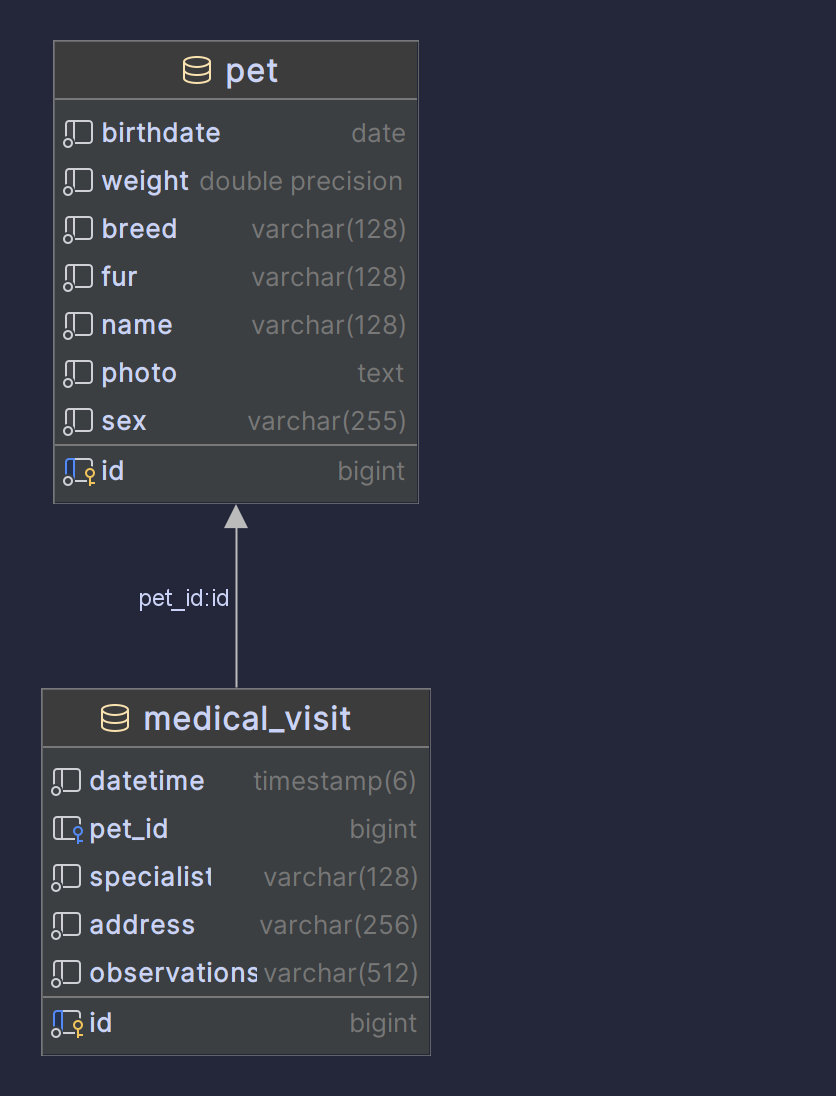 pet
birthdate date
weight double precision
breed varchar(128)
fur varchar(128)
name varchar(128)
photo text
sex varchar(255)
id bigint
pet_id:id
medical_visit
datetime timestamp(6)
pet_id bigint
specialist varchar(128)
address varchar(256)
observations varchar(512)
id bigint